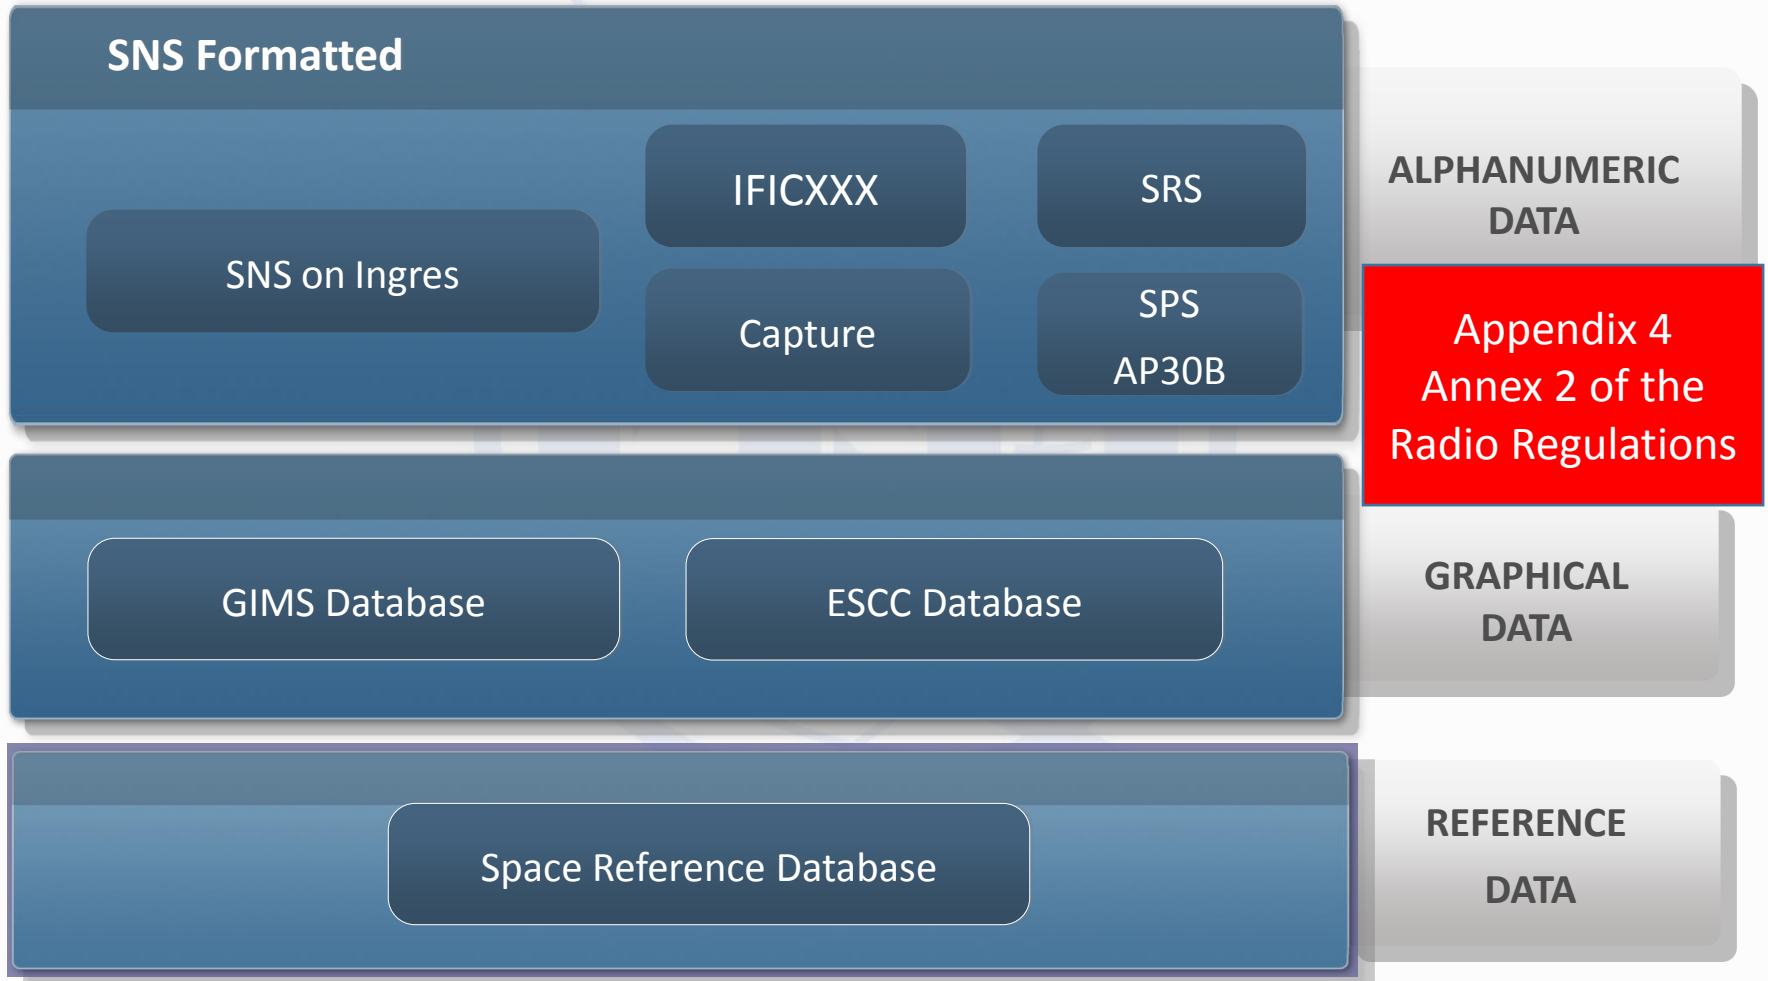 SNS Formatted
SNS on Ingres
IFICXXX
SRS
Capture
SPS
AP30B
ALPHANUMERIC
DATA
Appendix 4
Annex 2 of the
Radio Regulations
GIMS Database
ESCC Database
GRAPHICAL
DATA
Space Reference Database
REFERENCE
DATA